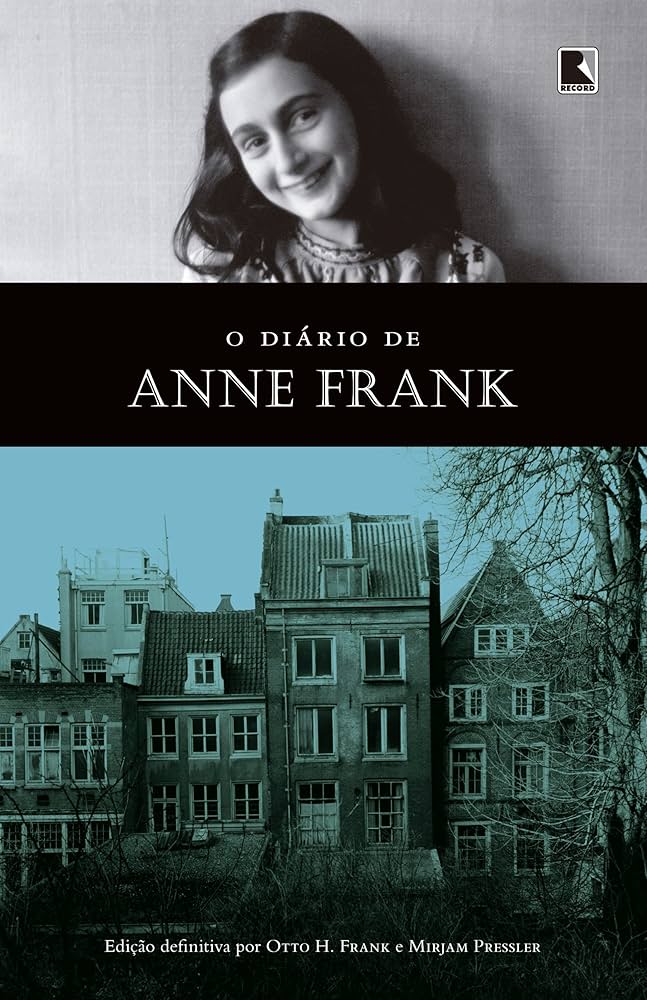 RECORD
O DIÁRIO DE
ANNE FRANK
Edição definitiva por OTTO H. FRANK e MIRJAM PRESSLER